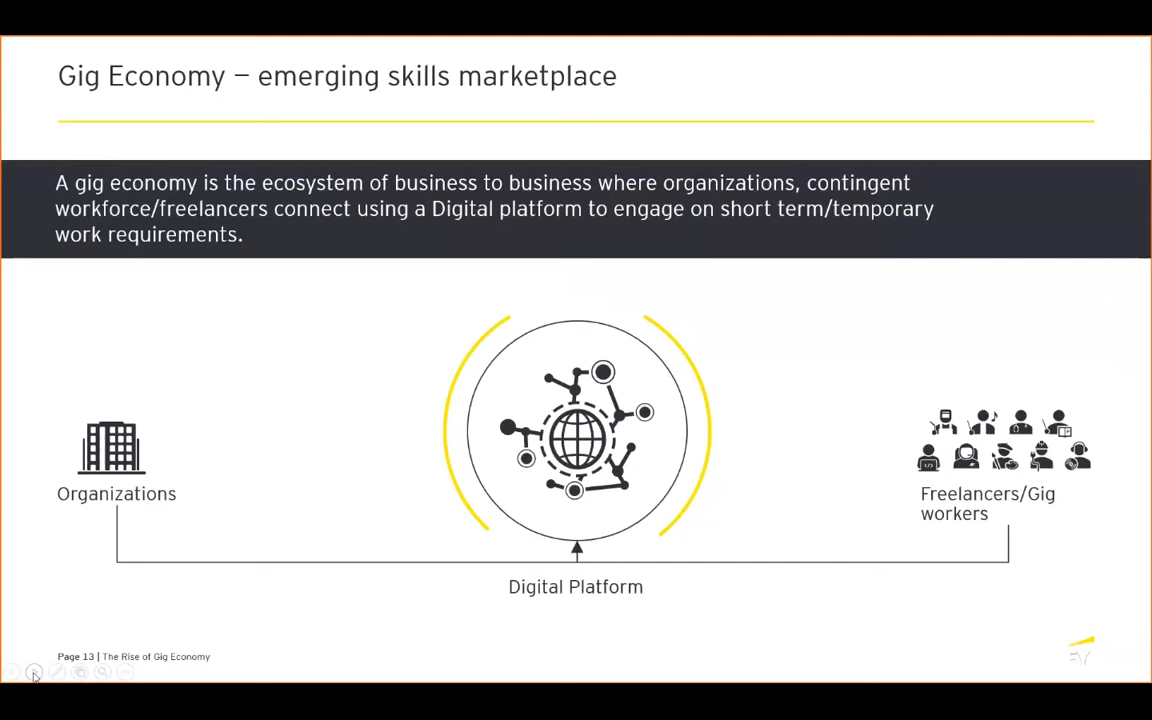 Gig Economy – emerging skills marketplace
A gig economy is the ecosystem of business to business where organizations, contingent
workforce/freelancers connect using a Digital platform to engage on short term/temporary
work requirements.
Organizations
Freelancers/Gig
workers
Digital Platform
Page 13 | The Rise of Gig Economy
EY